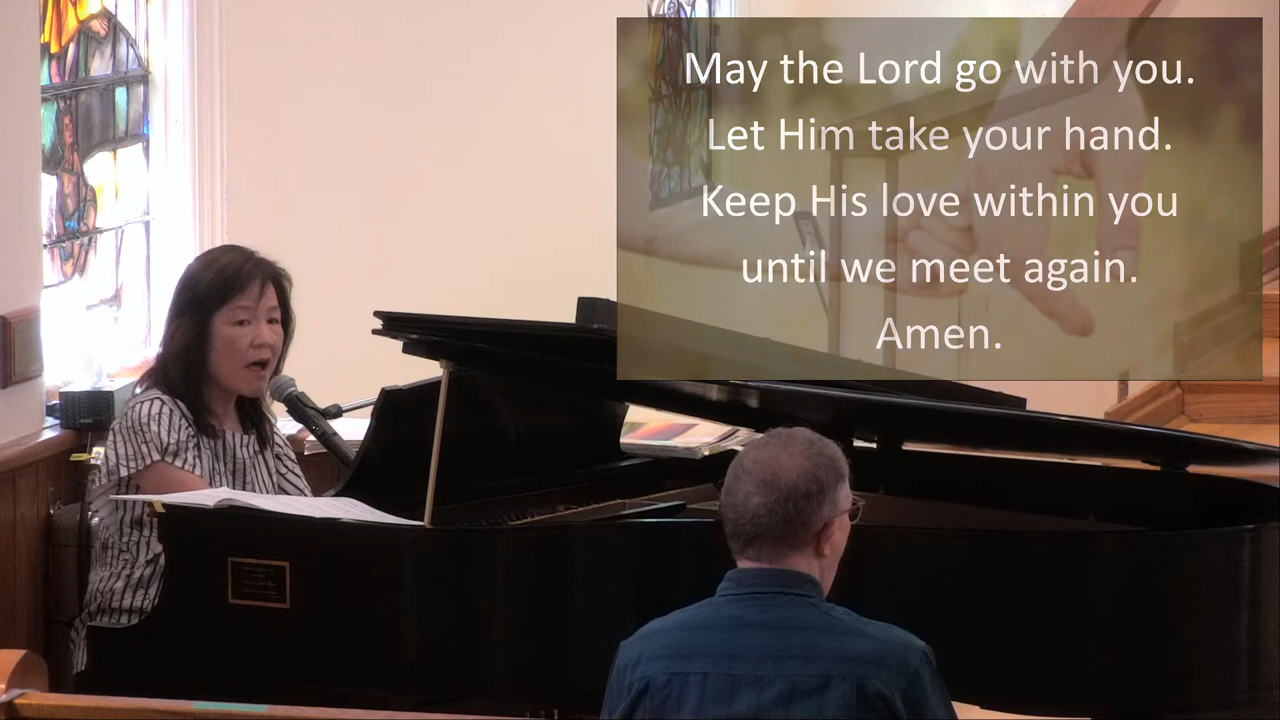 May the Lord go with you.
Let Him take your hand.
Keep His love within you
until we meet again.
Amen.